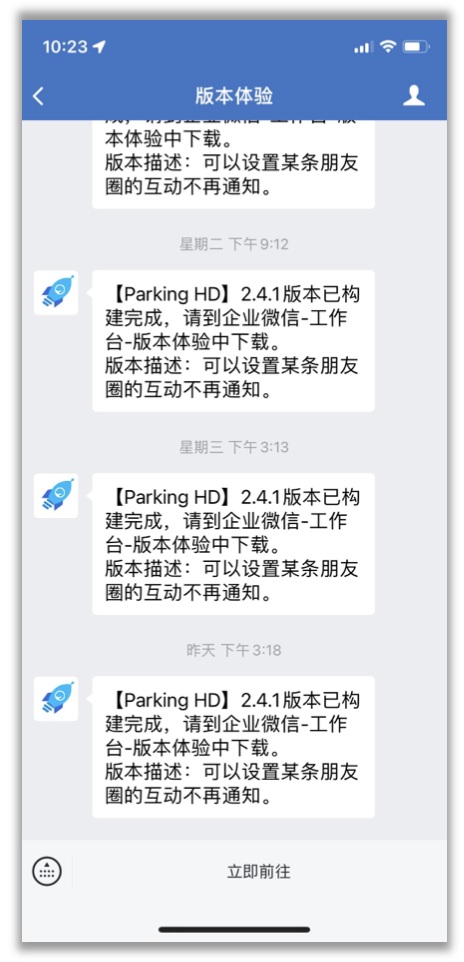 10:23
版本体验
本体验中下载。
版本描述：可以设置某条朋友
圈的互动不再通知。
星期二 下午9:12
【Parking HD】2.4.1版本已构
建完成，请到企业微信-工作
台-版本体验中下载。
版本描述：可以设置某条朋友
圈的互动不再通知。
星期三 下午3:13
【Parking HD】2.4.1版本已构
建完成，请到企业微信-工作
台-版本体验中下载。
版本描述：可以设置某条朋友
圈的互动不再通知。
昨天 下午3:18
【Parking HD】2.4.1版本已构
建完成，请到企业微信-工作
台-版本体验中下载。
版本描述：可以设置某条朋友
圈的互动不再通知。
立即前往